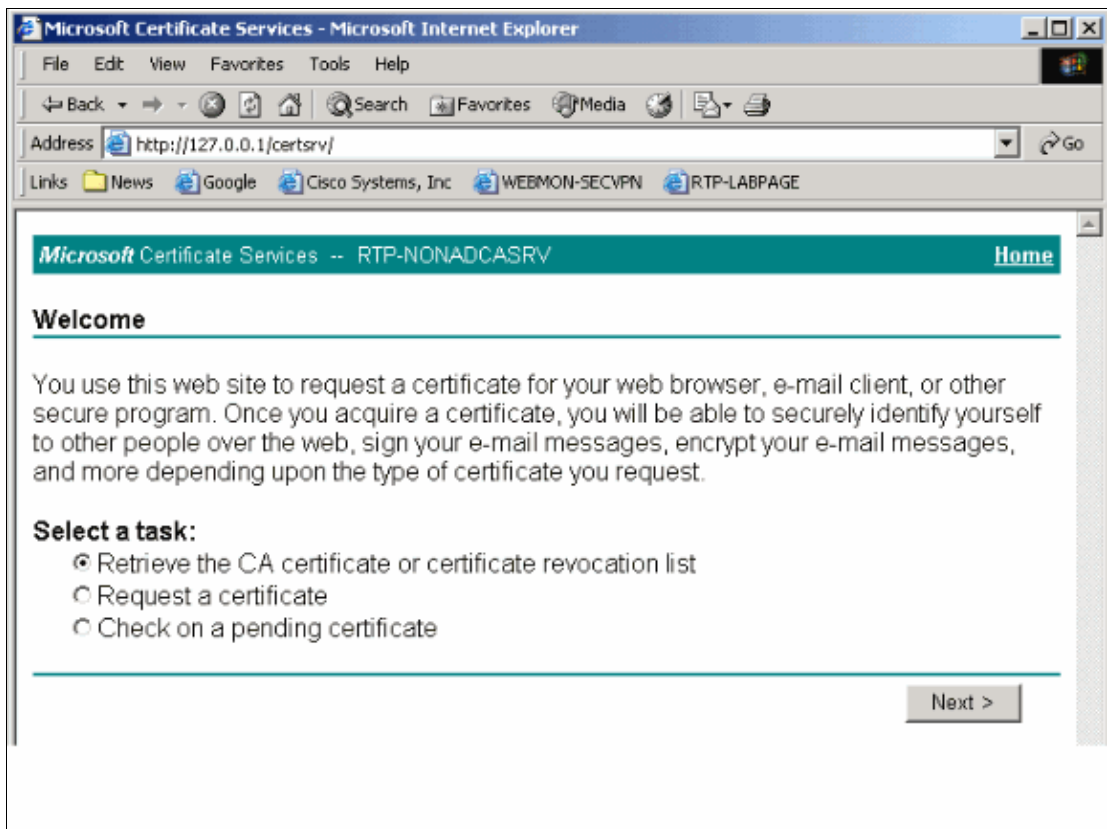 Microsoft Certificate Services - Microsoft Internet Explorer
File Edit View Favorites Tools Help
Back Search Favorites Media
Address http://127.0.0.1/certsrv/ Go
Links News Google Cisco Systems, Inc WEBMON-SECVPN RTP-LABPAGE
Microsoft Certificate Services -- RTP-NONADCASRV Home
Welcome
You use this web site to request a certificate for your web browser, e-mail client, or other
secure program. Once you acquire a certificate, you will be able to securely identify yourself
to other people over the web, sign your e-mail messages, encrypt your e-mail messages,
and more depending upon the type of certificate you request.
Select a task:
Retrieve the CA certificate or certificate revocation list
Request a certificate
Check on a pending certificate
Next >